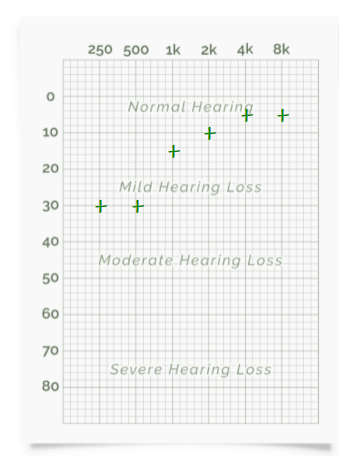 250 500 1k 2k 4k 8k
0
Normal Hearing
10
20
Mild Hearing Loss
30
40
Moderate Hearing Loss
50
60
70
Severe Hearing Loss
80